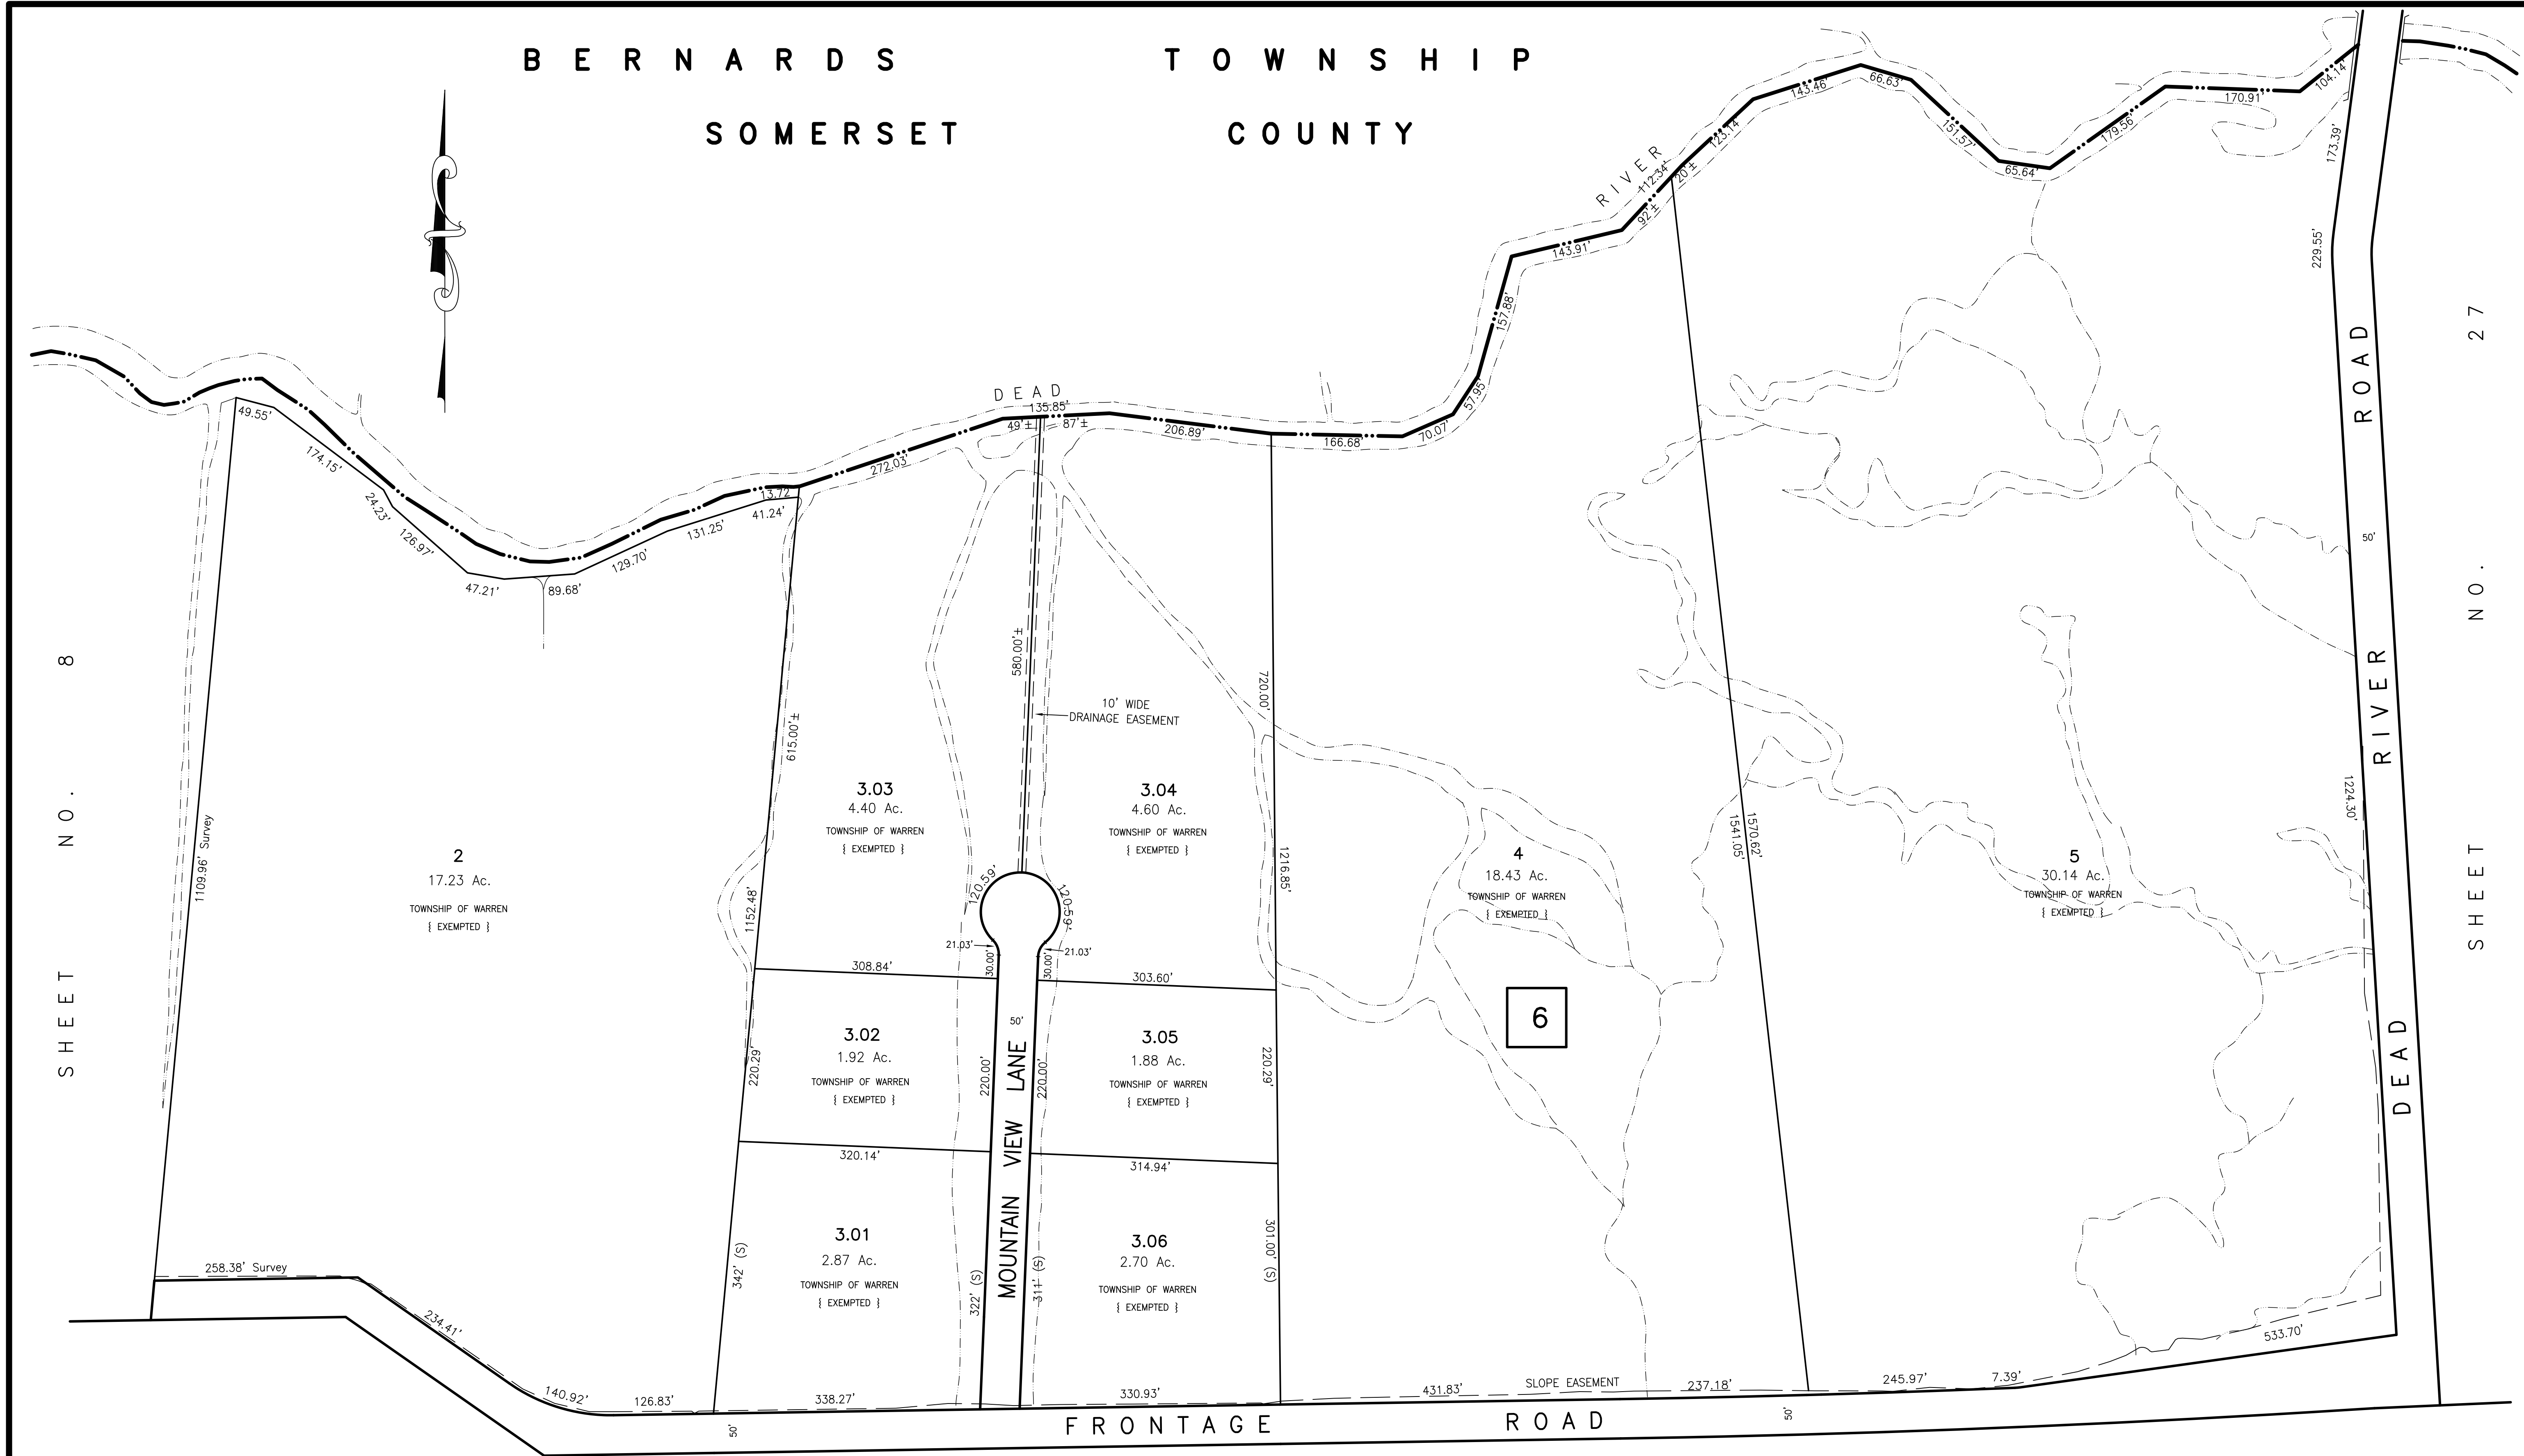 BERNARDS TOWNSHIP
SOMERSET COUNTY
RIVER
DEAD
143.46'
66.63'
151.57'
65.64'
179.56'
170.91'
104.14'
173.39'
229.55'
123.14'
20'±
112.34'
92'±
143.91'
157.88'
57.95'
70.07'
166.68'
206.89'
135.85'
49'±
87'±
272.03'
13.72
41.24'
131.25'
129.70'
89.68'
47.21'
126.97'
24.23'
174.15'
49.55'
SHEET NO. 8
SHEET NO. 27
DEAD RIVER ROAD
50'
1224.30'
1109.96' Survey
2
17.23 Ac.
TOWNSHIP OF WARREN
{ EXEMPTED }
615.00'±
1152.48'
580.00'±
10' WIDE
DRAINAGE EASEMENT
720.00'
1216.85'
3.03
4.40 Ac.
TOWNSHIP OF WARREN
{ EXEMPTED }
3.04
4.60 Ac.
TOWNSHIP OF WARREN
{ EXEMPTED }
4
18.43 Ac.
TOWNSHIP OF WARREN
{ EXEMPTED }
1541.05'
1570.62'
5
30.14 Ac.
TOWNSHIP OF WARREN
{ EXEMPTED }
120.59'
120.59'
21.03'
21.03'
30.00'
30.00'
308.84'
303.60'
6
50'
3.02
1.92 Ac.
TOWNSHIP OF WARREN
{ EXEMPTED }
3.05
1.88 Ac.
TOWNSHIP OF WARREN
{ EXEMPTED }
220.29'
220.00'
220.00'
220.29'
MOUNTAIN VIEW LANE
320.14'
314.94'
3.01
2.87 Ac.
TOWNSHIP OF WARREN
{ EXEMPTED }
3.06
2.70 Ac.
TOWNSHIP OF WARREN
{ EXEMPTED }
342' (S)
322' (S)
311' (S)
301.00' (S)
258.38' Survey
234.41'
140.92'
126.83'
338.27'
330.93'
431.83'
SLOPE EASEMENT
237.18'
245.97'
7.39'
533.70'
50'
FRONTAGE ROAD
50'